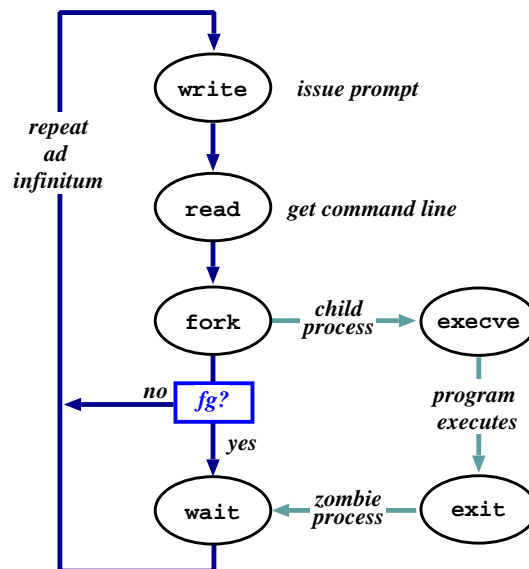 write
issue prompt
repeat
ad
infinitum
read
get command line
fork
child
process
execve
no
fg?
yes
program
executes
wait
zombie
process
exit